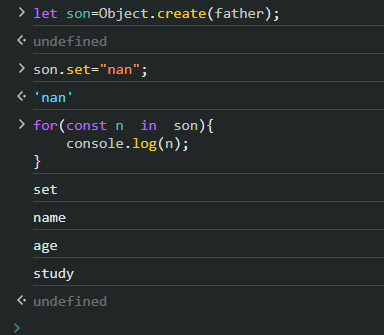 > let son=Object.create(father);
undefined
> son.set="nan";
'nan'
> for(const n  in  son){
    console.log(n);
}
set
name
age
study
undefined
>